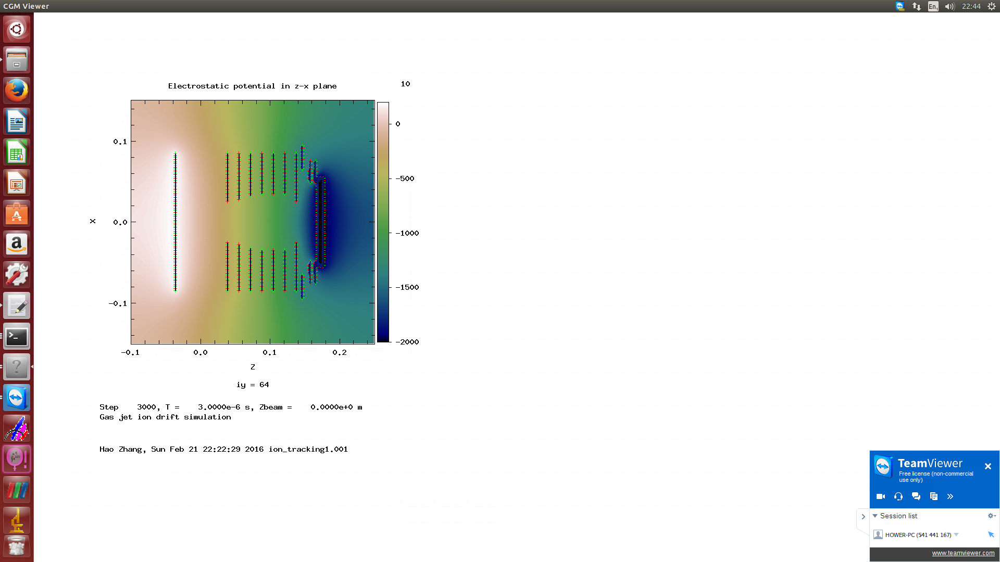 CGM Viewer
En1
22:44
Electrostatic potential in z-x plane
10
0
-500
-1000
-1500
-2000
X
0.1
0.0
-0.1
-0.1
0.0
0.1
0.2
Z
iy = 64
Step 3000, T = 3.0000e-6 s, Zbeam = 0.0000e+0 m
Gas jet ion drift simulation
Hao Zhang, Sun Feb 21 22:22:29 2016 ion_tracking1.001
TeamViewer
Free license (non-commercial
use only)
Session list
HOWER-PC (541 441 167)
www.teamviewer.com